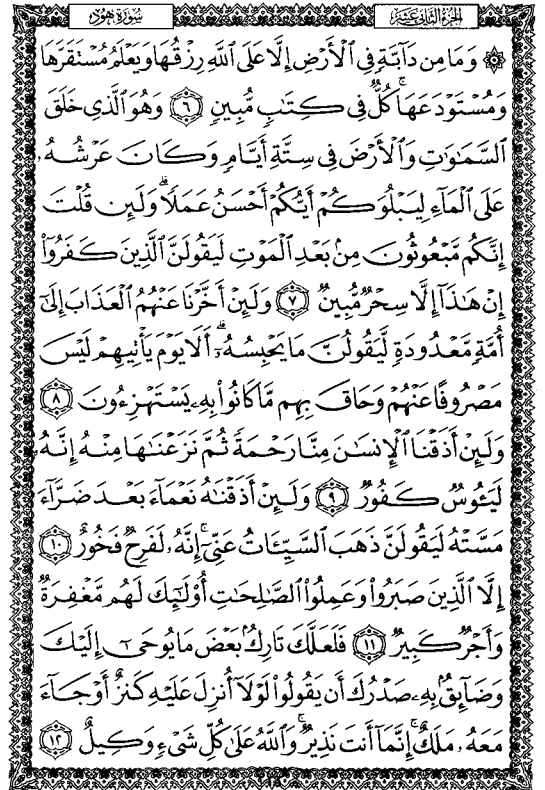 سُورَةُ هُودٍ الجزء الثاني عشر
۞ وَمَا مِن دَآبَّةٍ فِي ٱلْأَرْضِ إِلَّا عَلَى ٱللَّهِ رِزْقُهَا وَيَعْلَمُ مُسْتَقَرَّهَا
وَمُسْتَوْدَعَهَا ۚ كُلٌّ فِي كِتَٰبٍ مُّبِينٍ ٦ وَهُوَ ٱلَّذِي خَلَقَ
ٱلسَّمَٰوَٰتِ وَٱلْأَرْضَ فِي سِتَّةِ أَيَّامٍ وَكَانَ عَرْشُهُۥ
عَلَى ٱلْمَآءِ لِيَبْلُوَكُمْ أَيُّكُمْ أَحْسَنُ عَمَلًا ۗ وَلَئِن قُلْتَ
إِنَّكُم مَّبْعُوثُونَ مِنۢ بَعْدِ ٱلْمَوْتِ لَيَقُولَنَّ ٱلَّذِينَ كَفَرُوٓا۟
إِنْ هَٰذَآ إِلَّا سِحْرٌ مُّبِينٌ ٧ وَلَئِنْ أَخَّرْنَا عَنْهُمُ ٱلْعَذَابَ إِلَىٰٓ
أُمَّةٍ مَّعْدُودَةٍ لَّيَقُولُنَّ مَا يَحْبِسُهُۥٓ ۗ أَلَا يَوْمَ يَأْتِيهِمْ لَيْسَ
مَصْرُوفًا عَنْهُمْ وَحَاقَ بِهِم مَّا كَانُوا۟ بِهِۦ يَسْتَهْزِءُونَ ٨
وَلَئِنْ أَذَقْنَا ٱلْإِنسَٰنَ مِنَّا رَحْمَةً ثُمَّ نَزَعْنَٰهَا مِنْهُ إِنَّهُۥ
لَيَـُٔوسٌ كَفُورٌ ٩ وَلَئِنْ أَذَقْنَٰهُ نَعْمَآءَ بَعْدَ ضَرَّآءَ
مَسَّتْهُ لَيَقُولَنَّ ذَهَبَ ٱلسَّيِّـَٔاتُ عَنِّيٓ ۚ إِنَّهُۥ لَفَرِحٌ فَخُورٌ ١٠
إِلَّا ٱلَّذِينَ صَبَرُوا۟ وَعَمِلُوا۟ ٱلصَّٰلِحَٰتِ أُو۟لَٰٓئِكَ لَهُم مَّغْفِرَةٌ
وَأَجْرٌ كَبِيرٌ ١١ فَلَعَلَّكَ تَارِكٌۢ بَعْضَ مَا يُوحَىٰٓ إِلَيْكَ
وَضَآئِقٌۢ بِهِۦ صَدْرُكَ أَن يَقُولُوا۟ لَوْلَآ أُنزِلَ عَلَيْهِ كَنزٌ أَوْ جَآءَ
مَعَهُۥ مَلَكٌ ۚ إِنَّمَآ أَنتَ نَذِيرٌ ۚ وَٱللَّهُ عَلَىٰ كُلِّ شَىْءٍ وَكِيلٌ ١٢